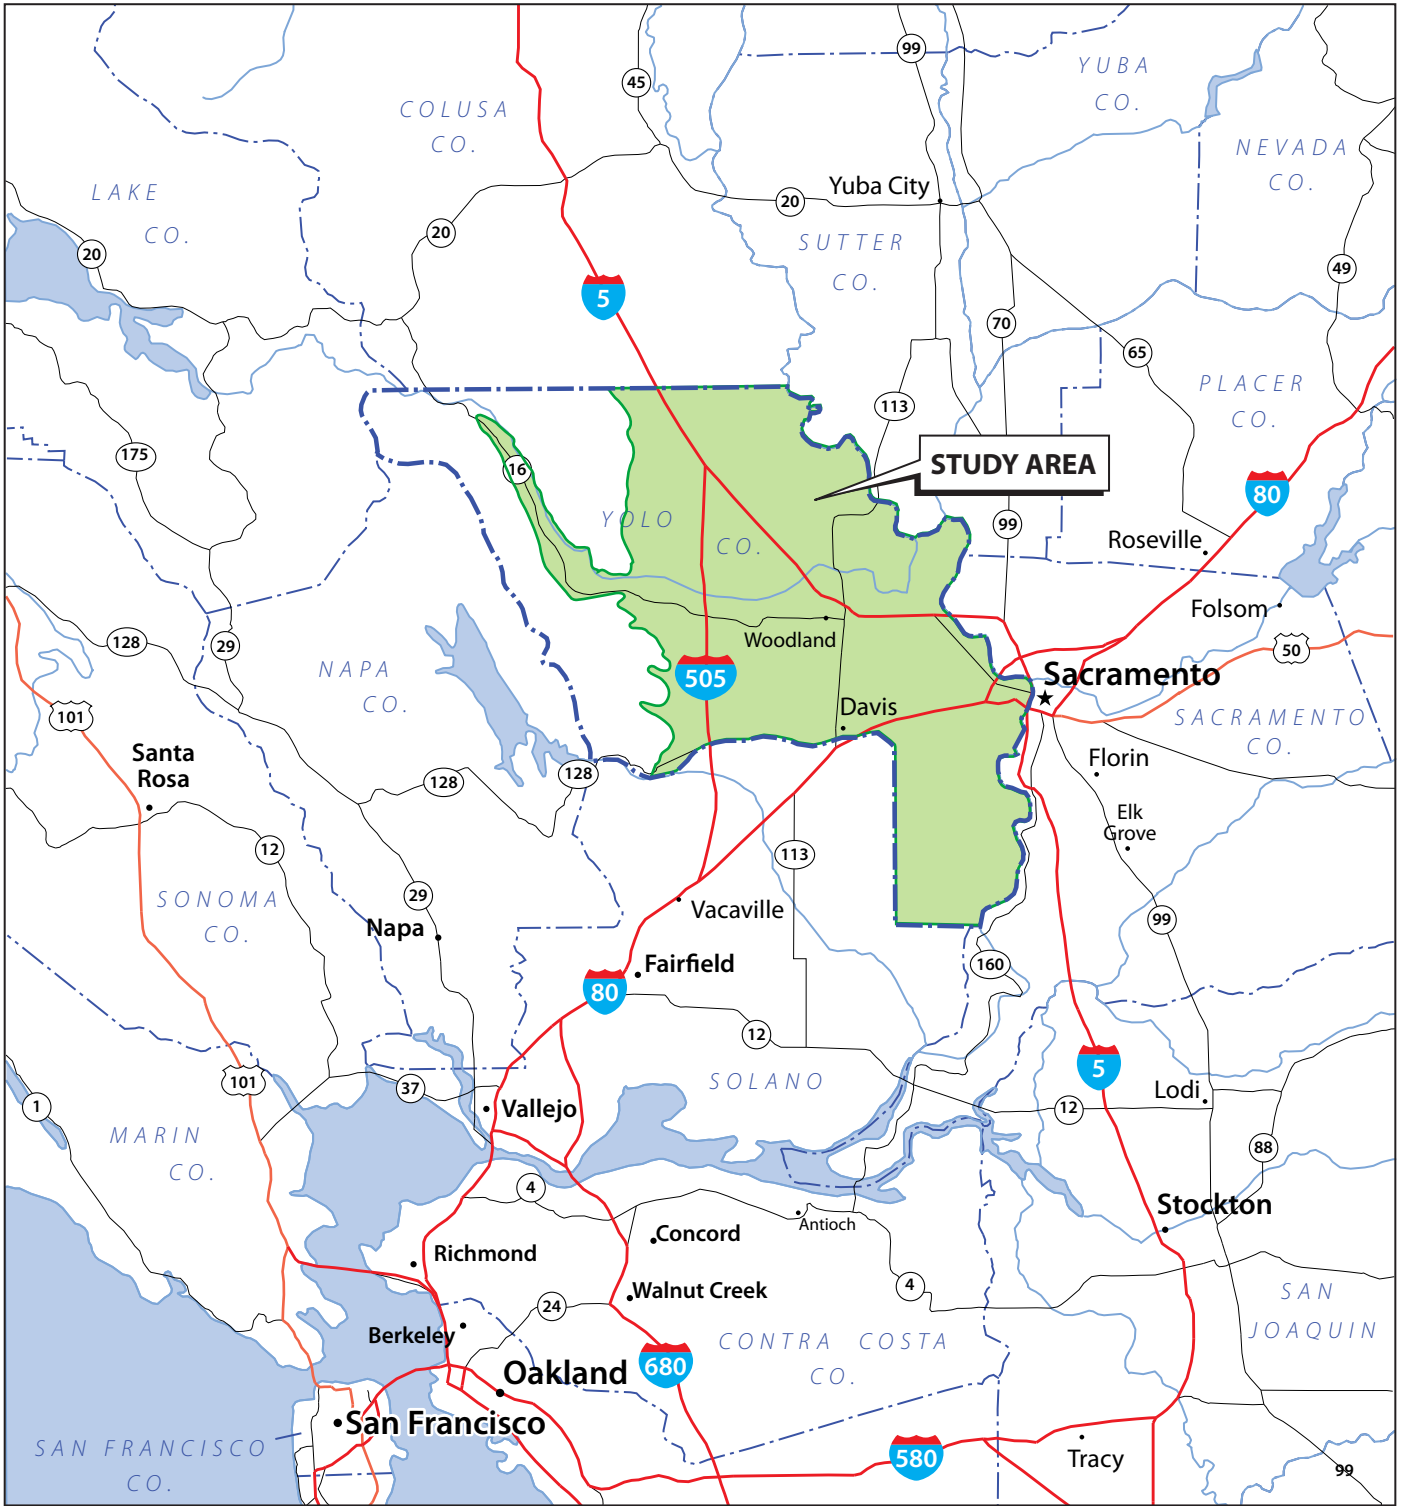 99
45
YUBA
CO.
COLUSA
CO.
NEVADA
CO.
LAKE
CO.
Yuba City
20
20
20
SUTTER
CO.
49
5
70
65
PLACER
CO.
113
STUDY AREA
175
16
80
YOLO
CO.
99
Roseville
Folsom
Woodland
128
29
50
NAPA
CO.
505
Sacramento
Davis
101
SACRAMENTO
CO.
Santa
Rosa
Florin
128
128
Elk
Grove
12
113
29
SONOMA
CO.
Napa
Vacaville
99
Fairfield
160
80
12
5
SOLANO
101
37
Lodi
1
Vallejo
12
MARIN
CO.
88
4
Stockton
Antioch
Concord
Richmond
4
Walnut Creek
SAN
JOAQUIN
24
Berkeley
CONTRA COSTA
CO.
680
Oakland
San Francisco
SAN FRANCISCO
CO.
580
Tracy
99